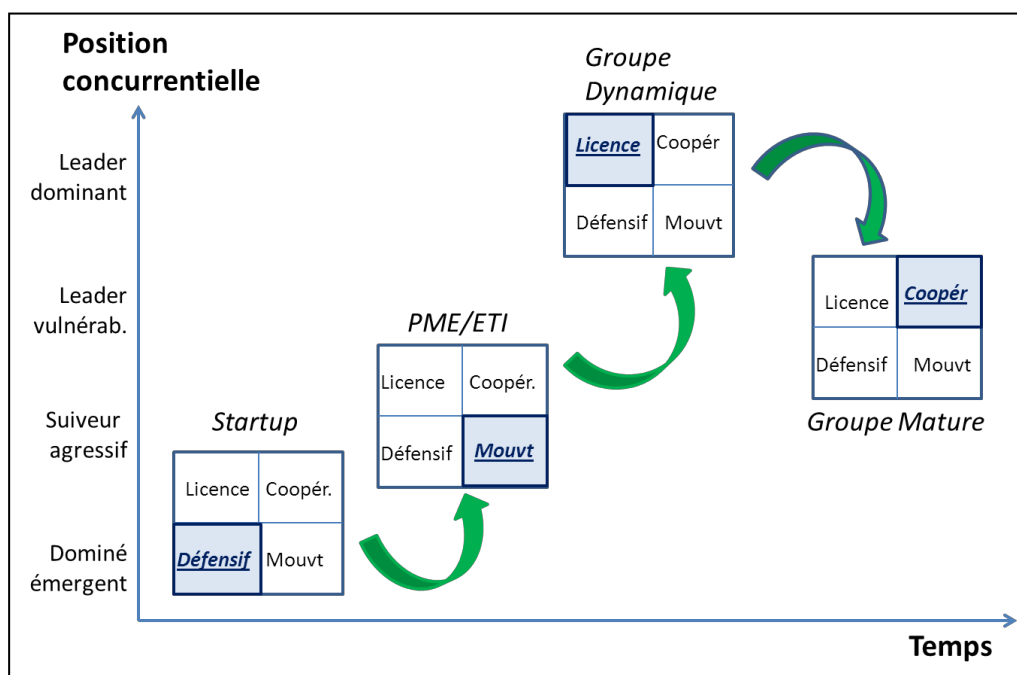 Position
concurrentielle
Leader
dominant
Leader
vulnérab.
Suiveur
agressif
Dominé
émergent
Startup
Licence
Coopér.
Défensif
Mouvt
PME/ETI
Licence
Coopér.
Défensif
Mouvt
Groupe
Dynamique
Licence
Coopér
Défensif
Mouvt
Licence
Coopér
Défensif
Mouvt
Groupe Mature
Temps